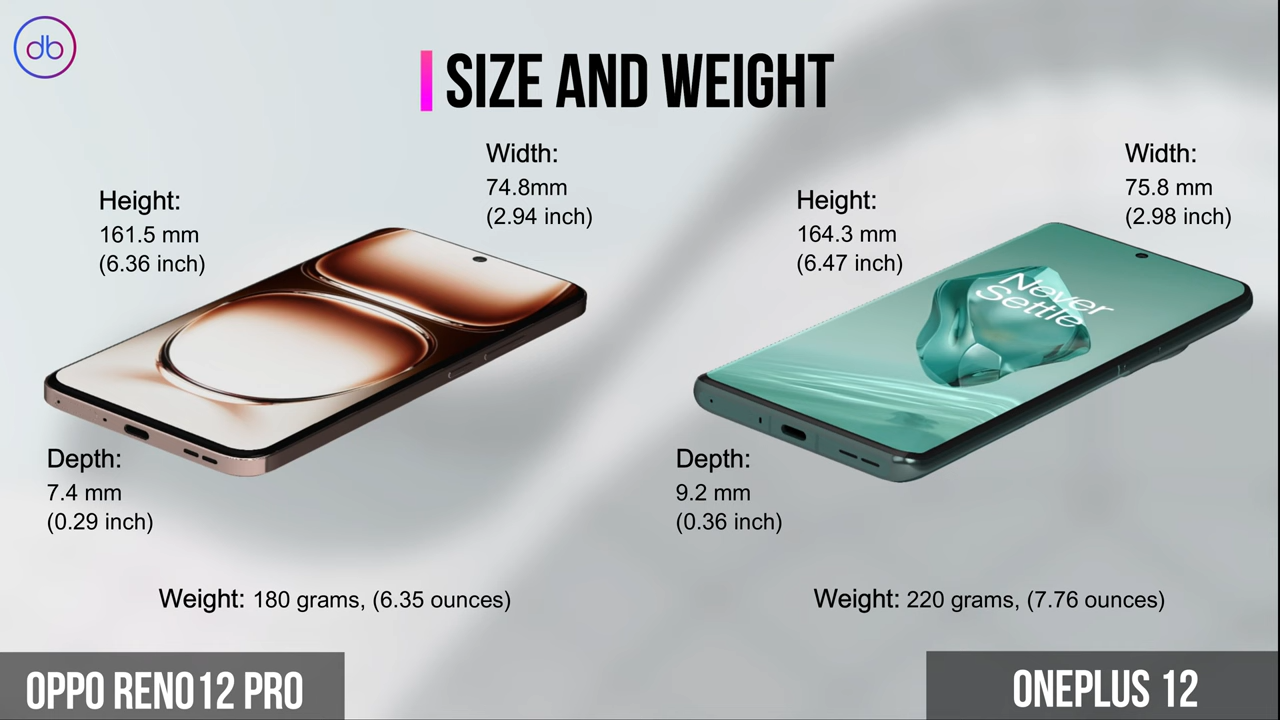 db
SIZE AND WEIGHT
Width:
74.8mm
(2.94 inch)
Height:
161.5 mm
(6.36 inch)
Depth:
7.4 mm
(0.29 inch)
Weight: 180 grams, (6.35 ounces)
OPPO RENO12 PRO
Width:
75.8 mm
(2.98 inch)
Height:
164.3 mm
(6.47 inch)
Never
Settle
Depth:
9.2 mm
(0.36 inch)
Weight: 220 grams, (7.76 ounces)
ONEPLUS 12